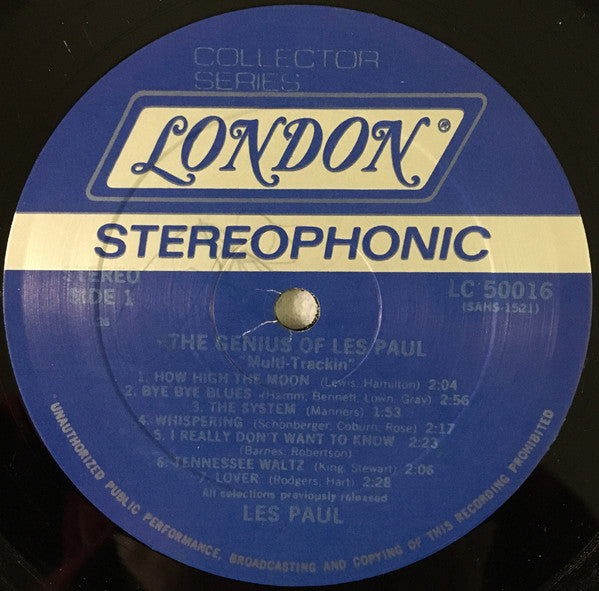 COLLECTOR
SERIES
LONDON®
STEREOPHONIC
STEREO
SIDE 1
LC 50016
(SAHS-1521)
THE GENIUS OF LES PAUL
"Multi-Trackin"
1. HOW HIGH THE MOON (Lewis, Hamilton) 2:04
2. BYE BYE BLUES (Hamm, Bennett, Lown, Gray) 2:56
3. THE SYSTEM (Manners) 1:53
4. WHISPERING (Schonberger, Coburn, Rose) 2:17
5. I REALLY DON'T WANT TO KNOW 2:23
(Barnes, Robertson)
6. TENNESSEE WALTZ (King, Stewart) 2:06
LOVER (Rodgers, Hart) 2:28
All selections previously released
LES PAUL
UNAUTHORIZED PUBLIC PERFORMANCE, BROADCASTING AND COPYING OF THIS RECORDING PROHIBITED